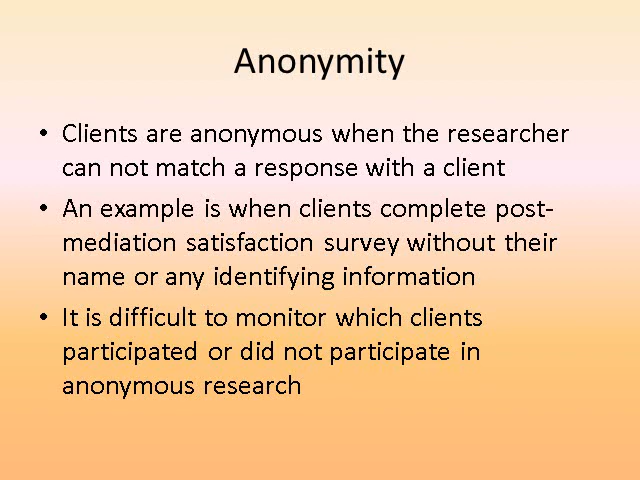 Anonymity
• Clients are anonymous when the researcher
can not match a response with a client
• An example is when clients complete post-
mediation satisfaction survey without their
name or any identifying information
• It is difficult to monitor which clients
participated or did not participate in
anonymous research